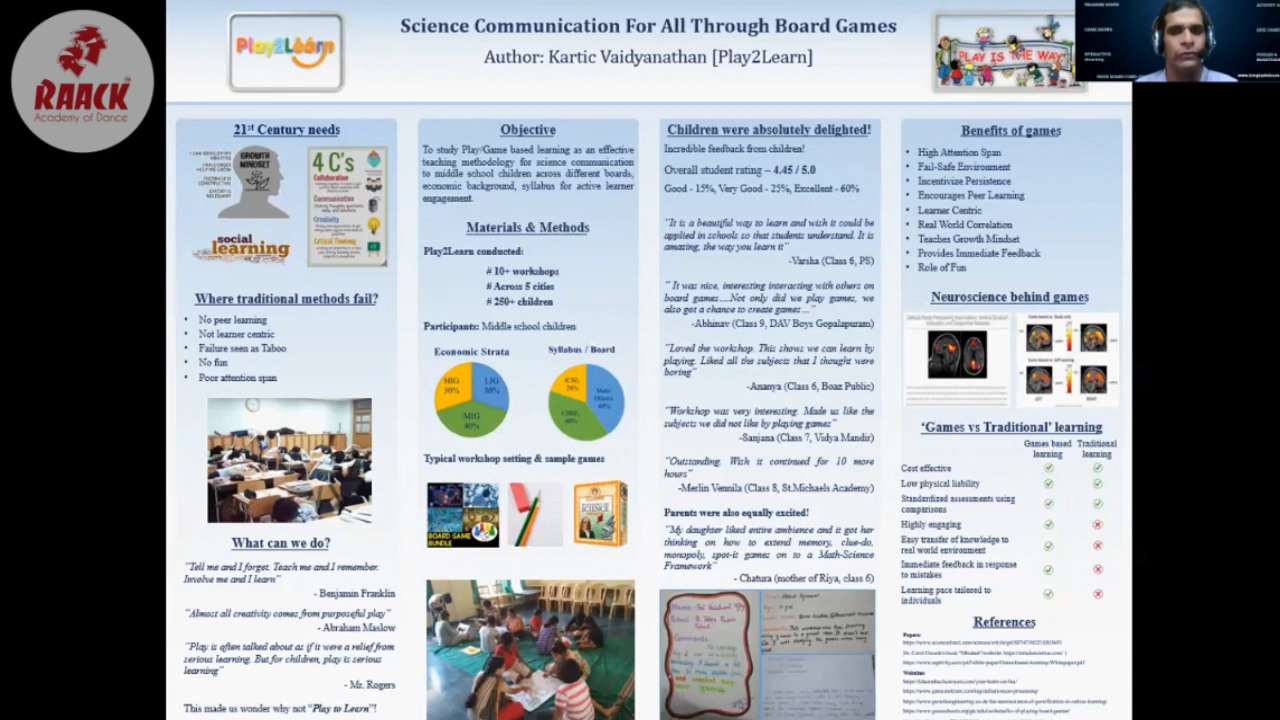 RAACK
Academy of Dance
Play2Learn
Science Communication For All Through Board Games
Author: Kartic Vaidyanathan [Play2Learn]
PLAY IS THE WAY
21st Century needs
GROWTH
MINDSET
4 C's
Collaboration
Communication
Creativity
Critical Thinking
social
learning
Where traditional methods fail?
• No peer learning
• Not learner centric
• Failure seen as Taboo
• No fun
• Poor attention span
What can we do?
"Tell me and I forget. Teach me and I remember.
Involve me and I learn"
- Benjamin Franklin
"Almost all creativity comes from purposeful play"
- Abraham Maslow
"Play is often talked about as if it were a relief from
serious learning. But for children, play is serious
learning"
- Mr. Rogers
This made us wonder why not "Play to Learn"!
Objective
To study Play/Game based learning as an effective
teaching methodology for science communication
to middle school children across different boards,
economic background, syllabus for active learner
engagement.
Materials & Methods
Play2Learn conducted:
# 10+ workshops
# Across 5 cities
# 250+ children
Participants: Middle school children
Economic Strata
Syllabus / Board
HIG
30%
LIG
30%
MIG
40%
Typical workshop setting & sample games
BOARD GAME
BUNDLE
SCIENCE
Children were absolutely delighted!
Incredible feedback from children!
Overall student rating – 4.45 / 5.0
Good - 15%, Very Good - 25%, Excellent - 60%
"It is a beautiful way to learn and wish it could be
applied in schools so that students understand. It is
amazing, the way you learn it"
-Varsha (Class 6, PS)
" It was nice, interesting interacting with others on
board games....Not only did we play games, we
also got a chance to create games...."
-Abhinav (Class 9, DAV Boys Gopalapuram)
"Loved the workshop. This shows we can learn by
playing. Liked all the subjects that I thought were
boring"
-Ananya (Class 6, Boaz Public)
"Workshop was very interesting. Made us like the
subjects we did not like by playing games"
-Sanjana (Class 7, Vidya Mandir)
"Outstanding. Wish it continued for 10 more
hours"
-Merlin Vennila (Class 8, St.Michaels Academy)
Parents were also equally excited!
"My daughter liked entire ambience and it got her
thinking on how to extend memory, clue-do,
monopoly, spot-it games on to a Math-Science
Framework"
- Chatura (mother of Riya, class 6)
Benefits of games
• High Attention Span
• Fail-Safe Environment
• Incentivize Persistence
• Encourages Peer Learning
• Learner Centric
• Real World Correlation
• Teaches Growth Mindset
• Provides Immediate Feedback
• Role of Fun
Neuroscience behind games
'Games vs Traditional' learning
Games based Traditional
learning learning
Cost effective
Low physical liability
Standardized assessments using
comparisons
Highly engaging
Easy transfer of knowledge to
real world environment
Immediate feedback in response
to mistakes
Learning pace tailored to
individuals
References
Papers:
Websites: